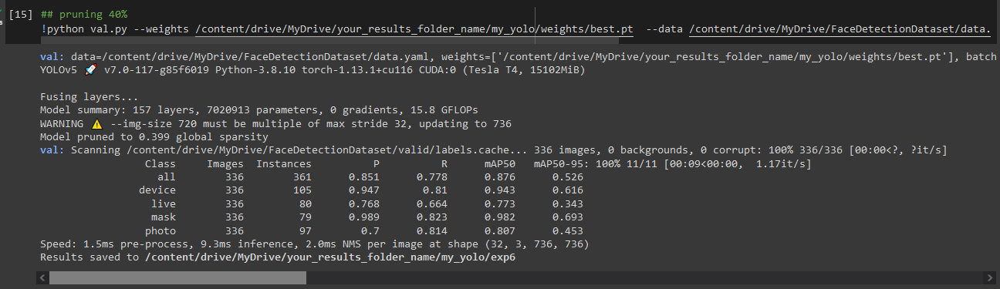 [15] ## pruning 40%
!python val.py --weights /content/drive/MyDrive/your_results_folder_name/my_yolo/weights/best.pt --data /content/drive/MyDrive/FaceDetectionDataset/data.
val: data=/content/drive/MyDrive/FaceDetectionDataset/data.yaml, weights=['/content/drive/MyDrive/your_results_folder_name/my_yolo/weights/best.pt'], batch
YOLOv5 🚀 v7.0-117-g85f6019 Python-3.8.10 torch-1.13.1+cu116 CUDA:0 (Tesla T4, 15102MiB)
Fusing layers...
Model summary: 157 layers, 7020913 parameters, 0 gradients, 15.8 GFLOPs
WARNING ⚠️ --img-size 720 must be multiple of max stride 32, updating to 736
Model pruned to 0.399 global sparsity
val: Scanning /content/drive/MyDrive/FaceDetectionDataset/valid/labels.cache... 336 images, 0 backgrounds, 0 corrupt: 100% 336/336 [00:00<?, ?it/s]
Class Images Instances P R mAP50 mAP50-95: 100% 11/11 [00:09<00:00, 1.17it/s]
all 336 361 0.851 0.778 0.876 0.526
device 336 105 0.947 0.81 0.943 0.616
live 336 80 0.768 0.664 0.773 0.343
mask 336 79 0.989 0.823 0.982 0.693
photo 336 97 0.7 0.814 0.807 0.453
Speed: 1.5ms pre-process, 9.3ms inference, 2.0ms NMS per image at shape (32, 3, 736, 736)
Results saved to /content/drive/MyDrive/your_results_folder_name/my_yolo/exp6